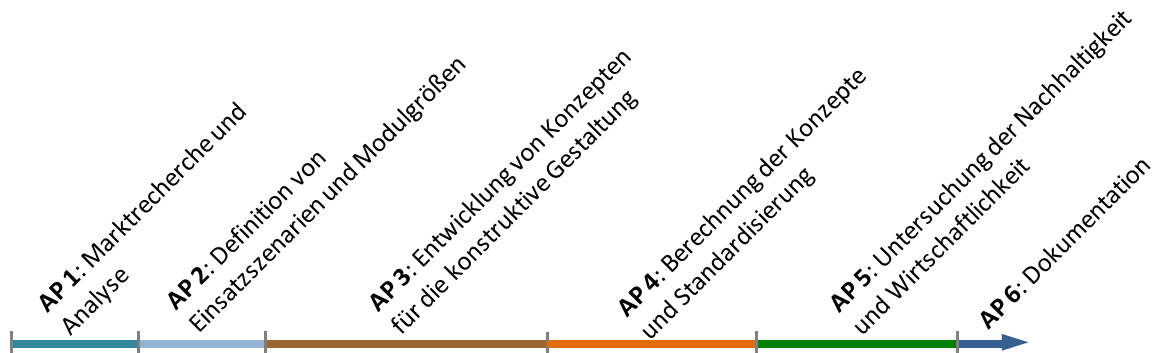 AP 1: Marktrecherche und
Analyse
AP 2: Definition von
Einsatzszenarien und Modulgrößen
AP 3: Entwicklung von Konzepten
für die konstruktive Gestaltung
AP 4: Berechnung der Konzepte
und Standardisierung
AP 5: Untersuchung der Nachhaltigkeit
und Wirtschaftlichkeit
AP 6: Dokumentation